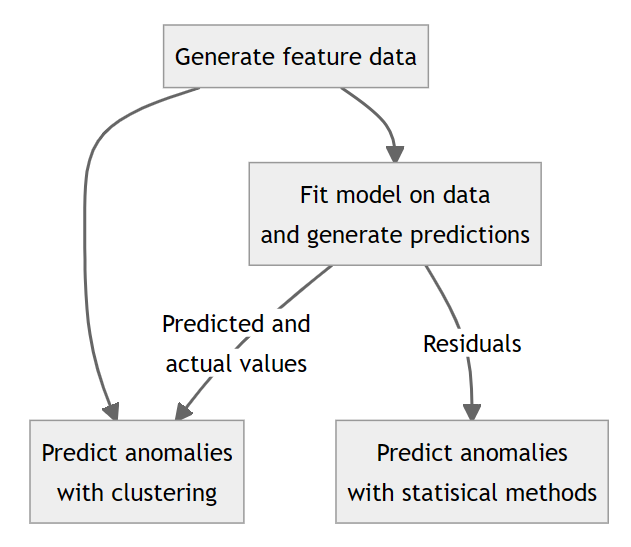 Generate feature data
Fit model on data
and generate predictions
Predicted and
actual values
Residuals
Predict anomalies
with clustering
Predict anomalies
with statisical methods